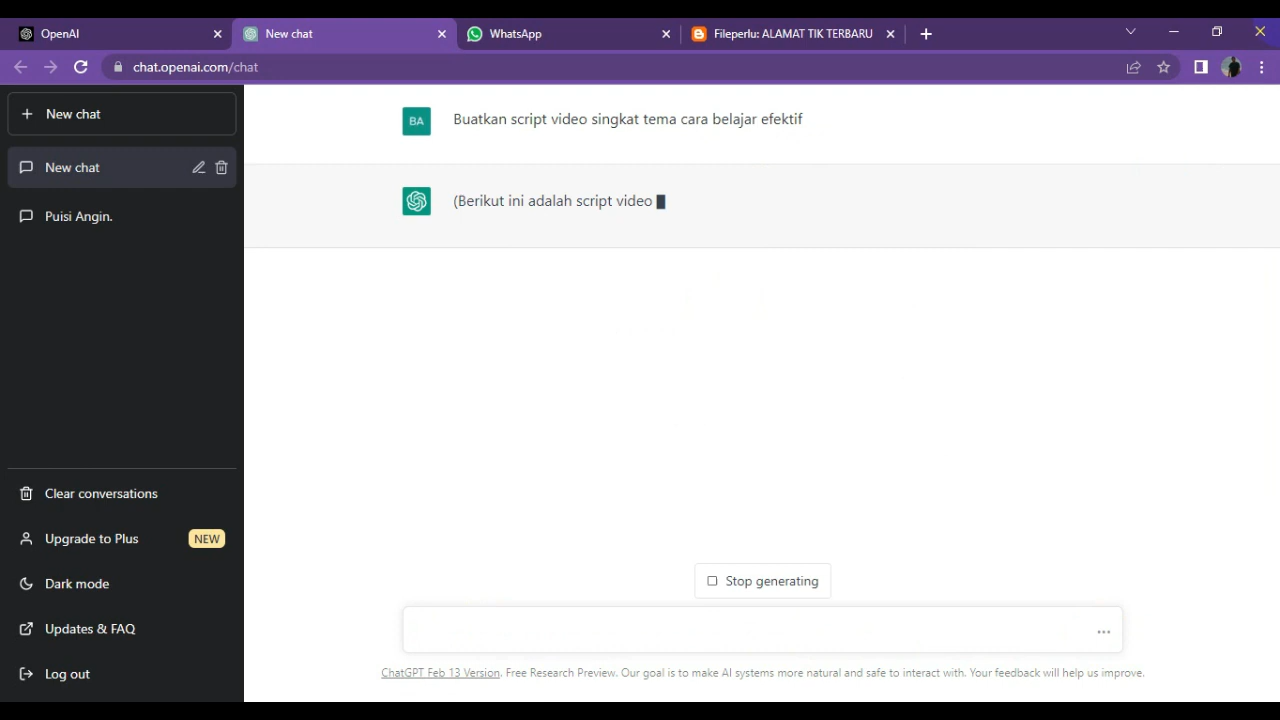 OpenAI
New chat
WhatsApp
Fileperlu: ALAMAT TIK TERBARU
chat.openai.com/chat
New chat
New chat
Puisi Angin.
Clear conversations
Upgrade to Plus NEW
Dark mode
Updates & FAQ
Log out
BA
Buatkan script video singkat tema cara belajar efektif
(Berikut ini adalah script video
Stop generating
ChatGPT Feb 13 Version. Free Research Preview. Our goal is to make AI systems more natural and safe to interact with. Your feedback will help us improve.